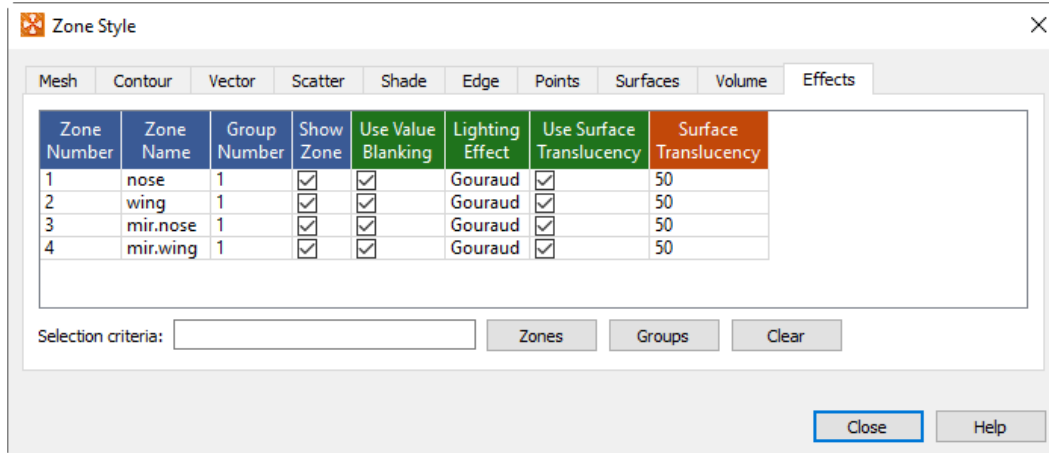 Zone Style
Mesh Contour Vector Scatter Shade Edge Points Surfaces Volume Effects
Zone Number Zone Name Group Number Show Zone Use Value Blanking Lighting Effect Use Surface Translucency Surface Translucency
1 nose 1 Gouraud 50
2 wing 1 Gouraud 50
3 mir.nose 1 Gouraud 50
4 mir.wing 1 Gouraud 50
Selection criteria: Zones Groups Clear
Close Help